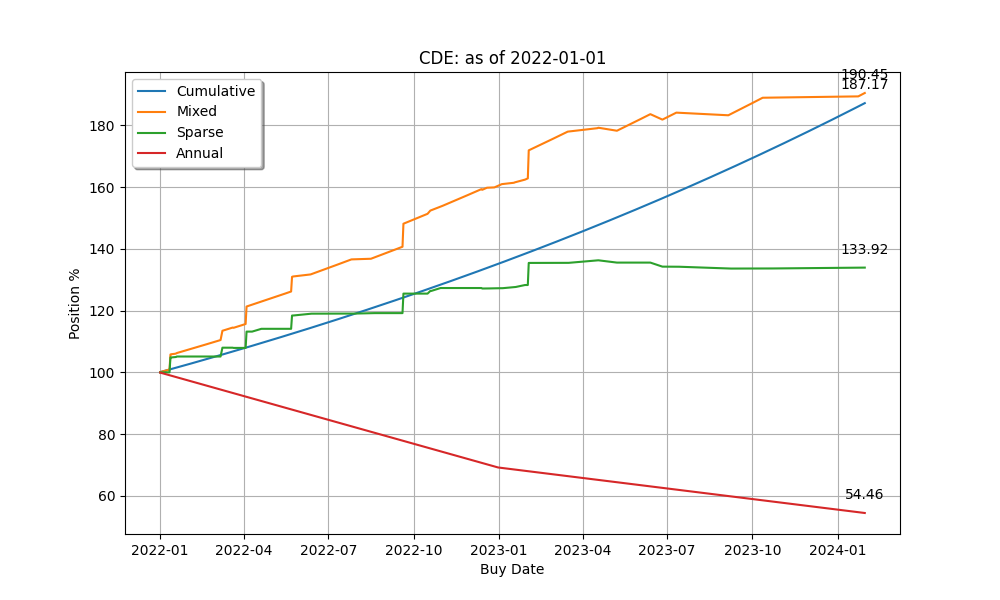 CDE: as of 2022-01-01
Cumulative
Mixed
Sparse
Annual
190.45
187.17
133.92
54.46
Position %
180
160
140
120
100
80
60
2022-01 2022-04 2022-07 2022-10 2023-01 2023-04 2023-07 2023-10 2024-01
Buy Date